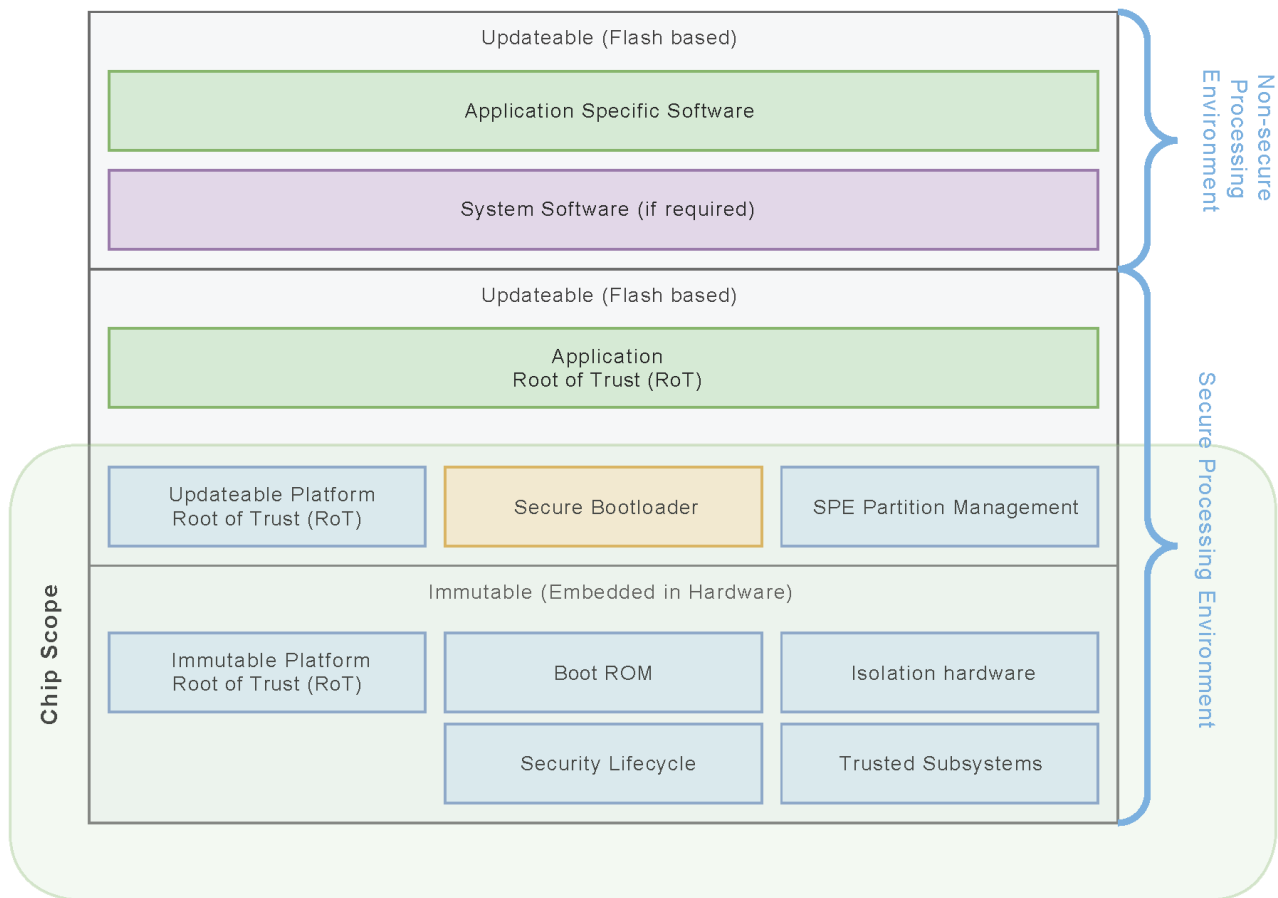 Updateable (Flash based)
Application Specific Software
System Software (if required)
Non-secure
Processing
Environment
Updateable (Flash based)
Application
Root of Trust (RoT)
Updateable Platform
Root of Trust (RoT)
Secure Bootloader
SPE Partition Management
Secure Processing Environment
Chip Scope
Immutable (Embedded in Hardware)
Immutable Platform
Root of Trust (RoT)
Boot ROM
Isolation hardware
Security Lifecycle
Trusted Subsystems